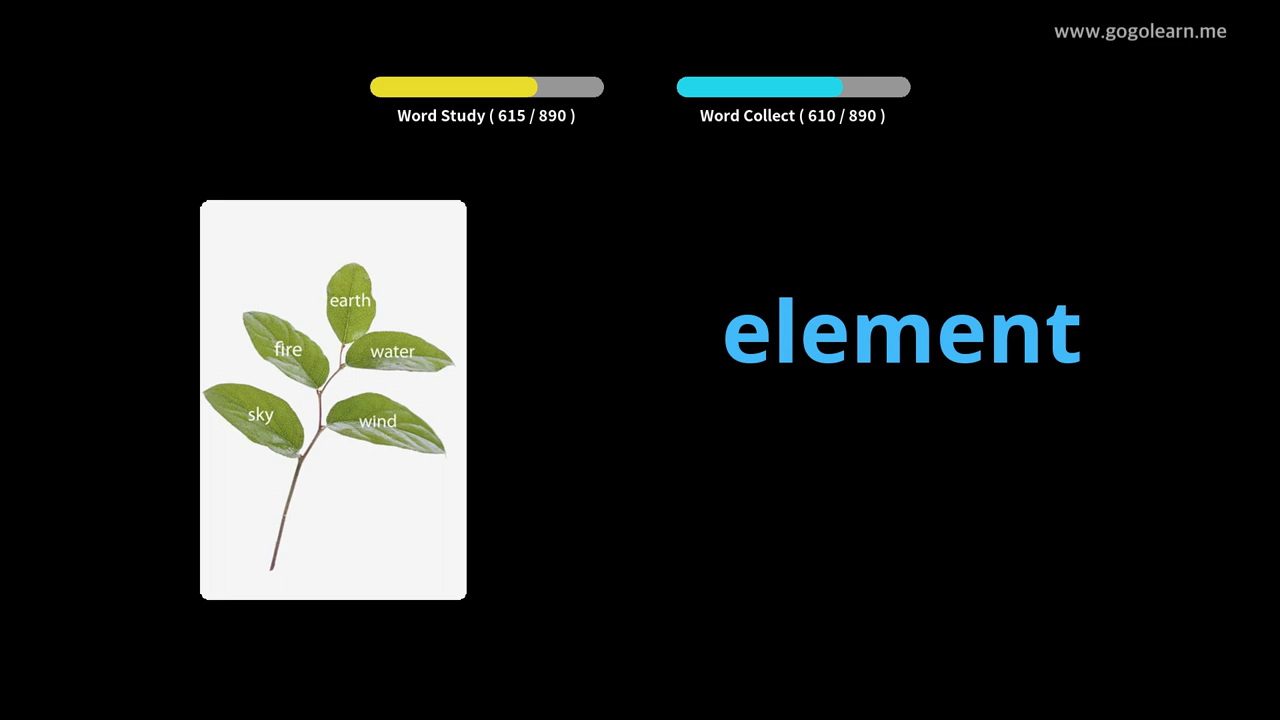 www.gogolearn.me
Word Study ( 615 / 890 )
Word Collect ( 610 / 890 )
earth
fire
water
sky
wind
element